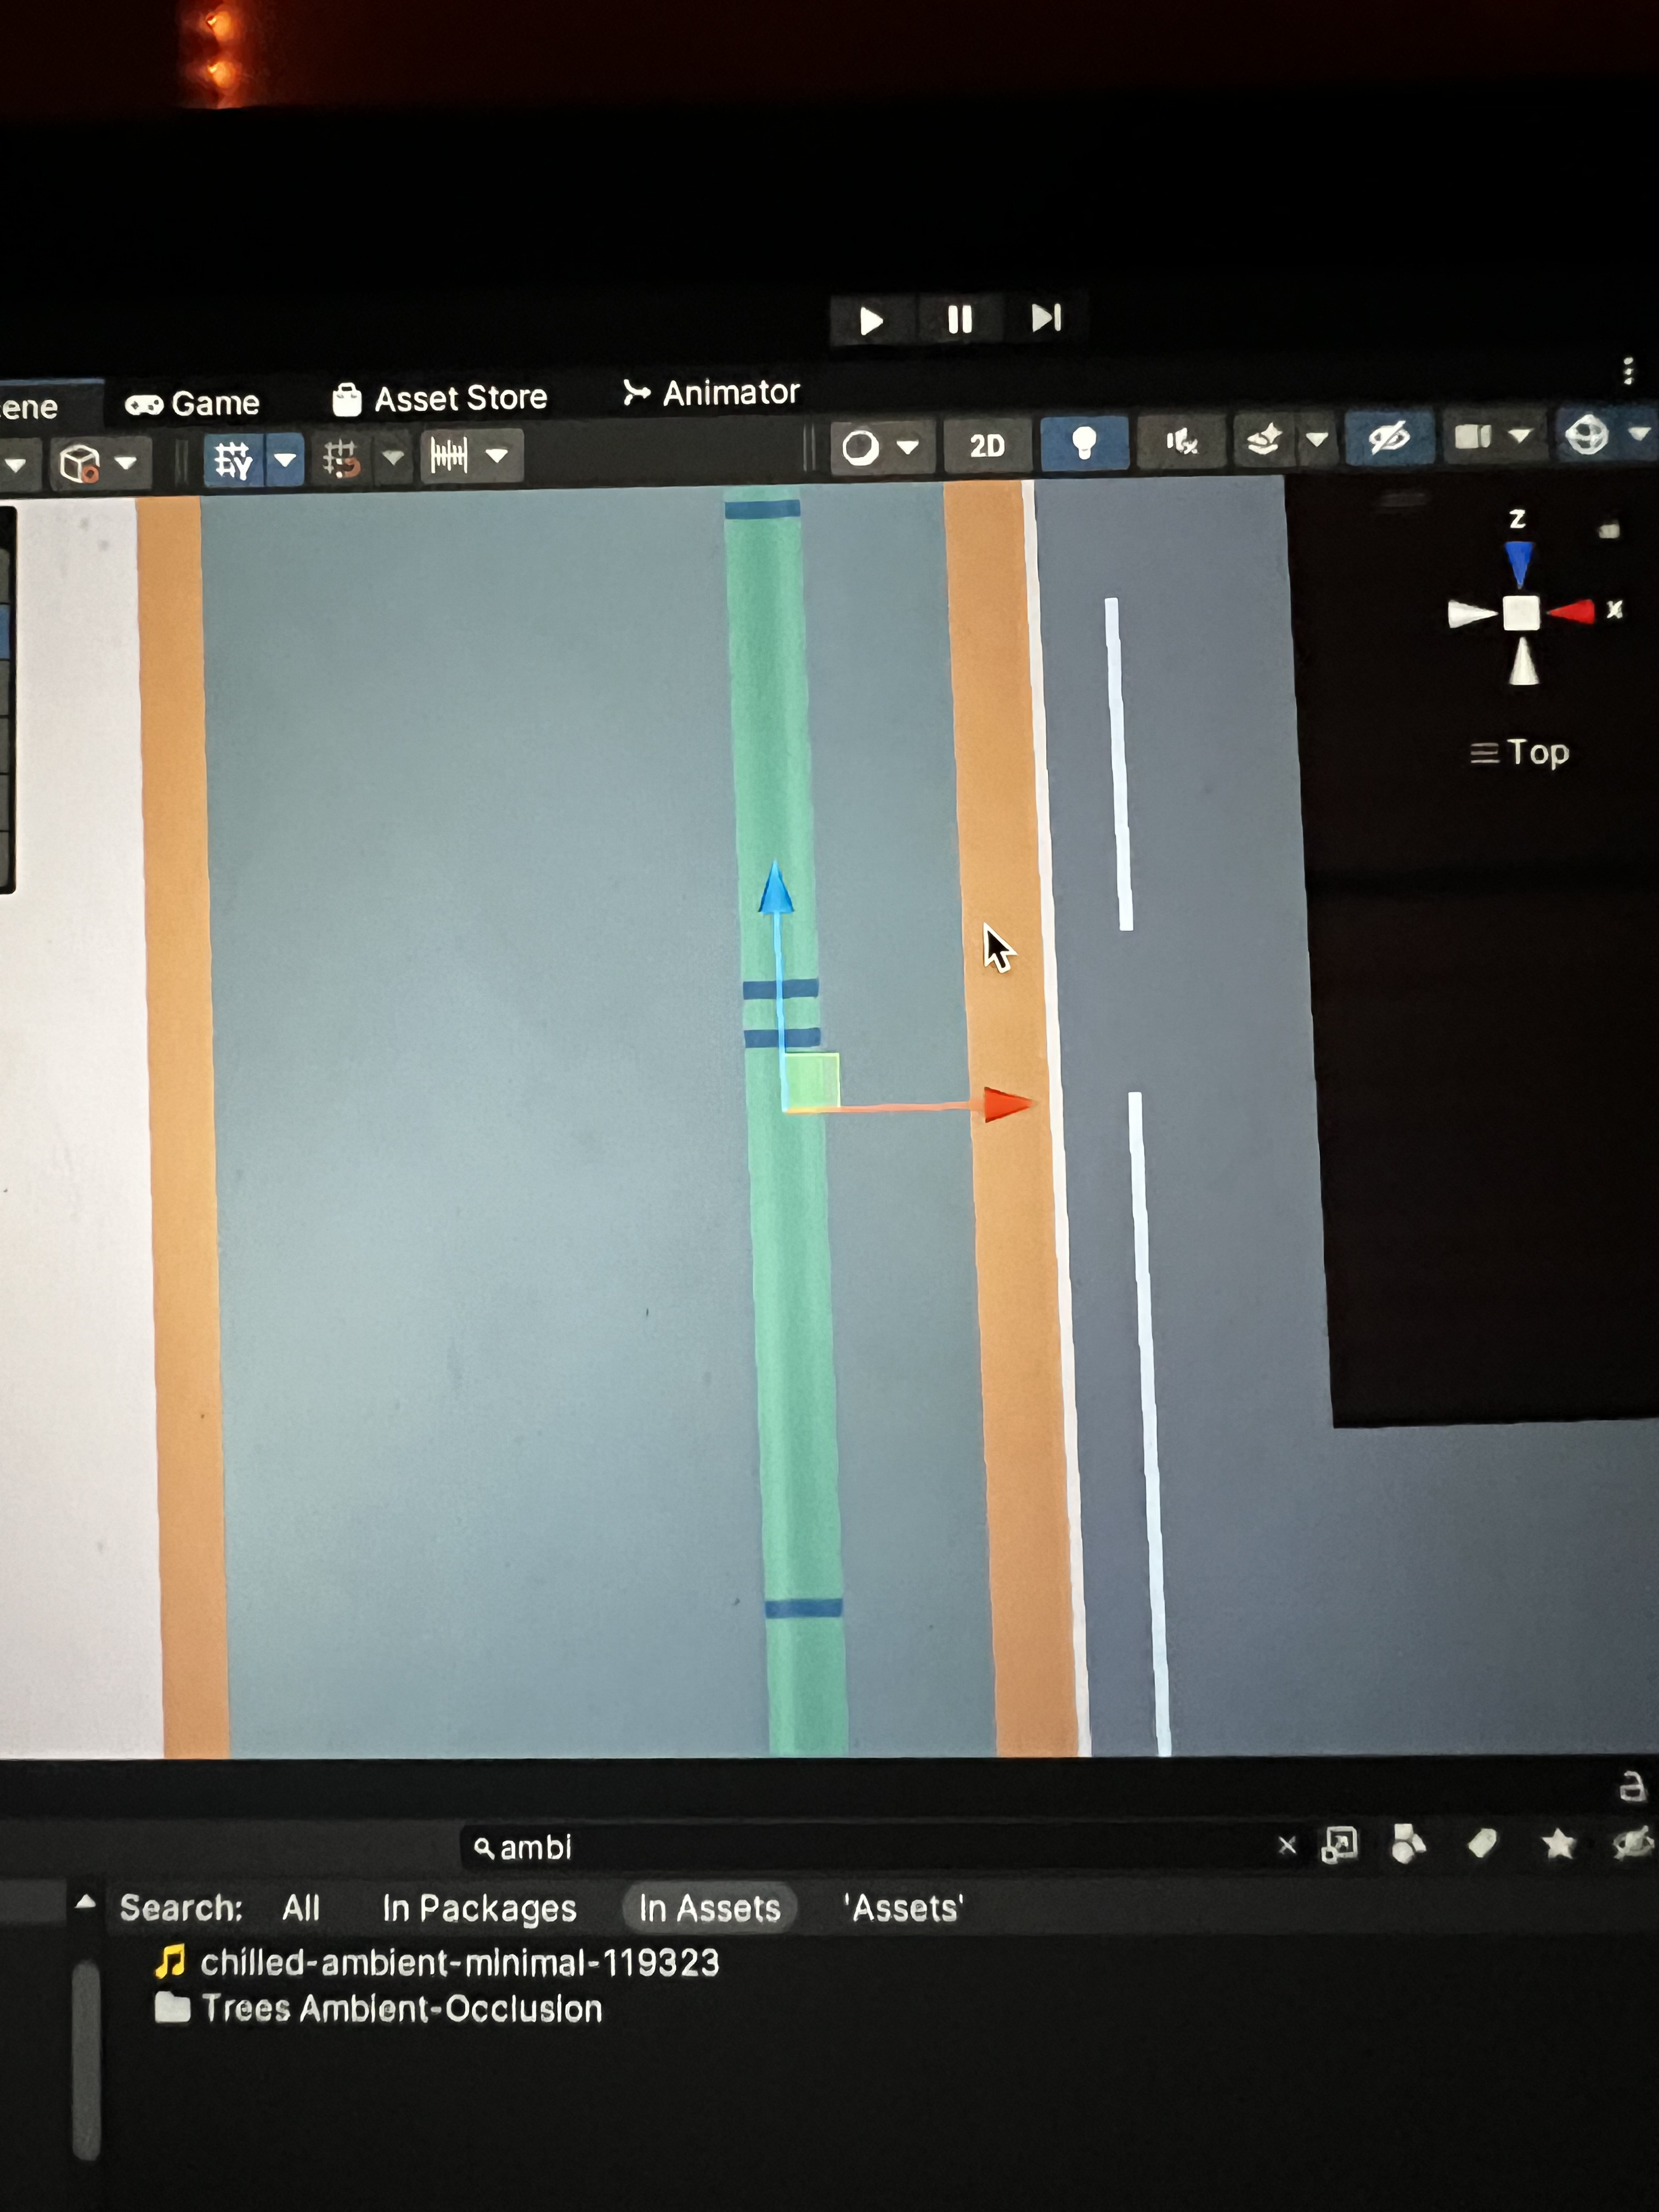 ene Game Asset Store Animator
2D
z
x
Top
a
ambi
Search: All In Packages In Assets 'Assets'
chilled-ambient-minimal-119323
Trees Ambient-Occlusion